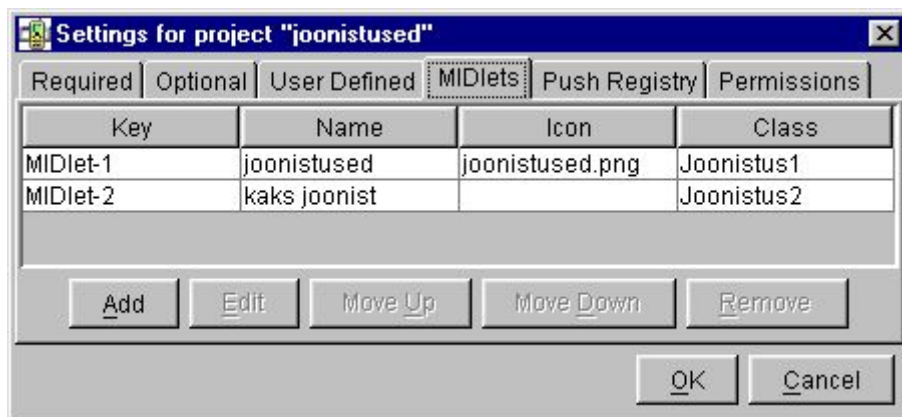 Settings for project "joonistused"
Required Optional User Defined MIDlets Push Registry Permissions
Key Name Icon Class
MIDlet-1 joonistused joonistused.png Joonistus1
MIDlet-2 kaks joonist Joonistus2
Add Edit Move Up Move Down Remove
OK Cancel